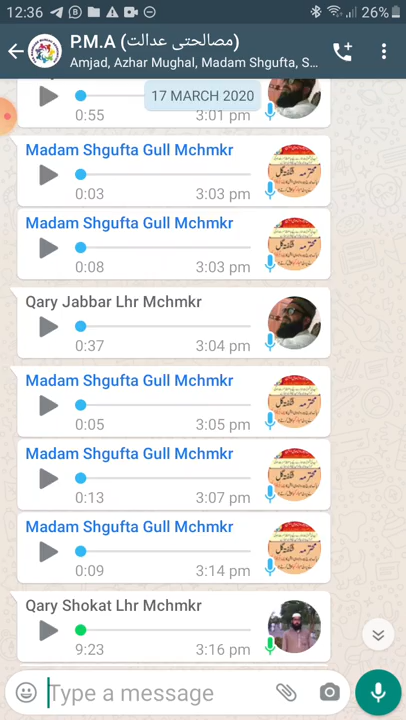 12:36
26%
P.M.A (مصالحتی عدالت)
Amjad, Azhar Mughal, Madam Shgufta, S...
17 MARCH 2020
0:55 3:01 pm
Madam Shgufta Gull Mchmkr
0:03 3:03 pm
Madam Shgufta Gull Mchmkr
0:08 3:03 pm
Qary Jabbar Lhr Mchmkr
0:37 3:04 pm
Madam Shgufta Gull Mchmkr
0:05 3:05 pm
Madam Shgufta Gull Mchmkr
0:13 3:07 pm
Madam Shgufta Gull Mchmkr
0:09 3:14 pm
Qary Shokat Lhr Mchmkr
9:23 3:16 pm
Type a message